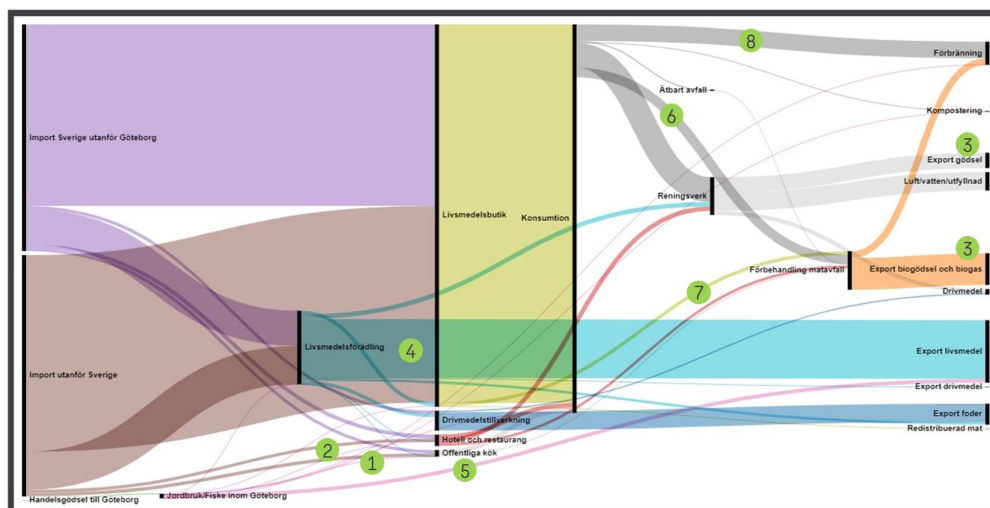 8
Förbränning
Ätbart avfall
Kompostering
6
Import Sverige utanför Göteborg
3
Export gödsel
Luft/vatten/utfyllnad
Reningsverk
Livsmedelsbutik
Konsumtion
3
Förbehandling matavfall
Export biogödsel och biogas
Drivmedel
7
4
Livsmedelsförädling
Export livsmedel
Import utanför Sverige
Export drivmedel
Export foder
Drivmedelstillverkning
Redistribuerad mat
Hotell och restaurang
2
Offentliga kök
1
5
Jordbruk/Fiske inom Göteborg
Handelsgödsel till Göteborg